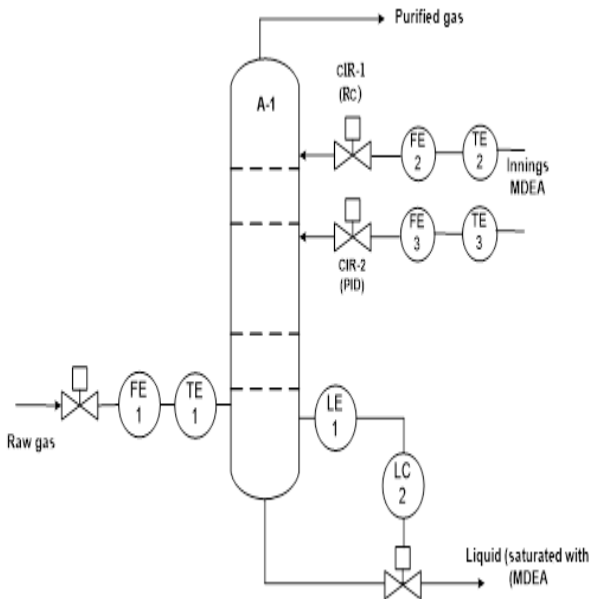 Purified gas
CIR-1
(RC)
A-1
FE
2
TE
2
Innings
MDEA
FE
3
TE
3
CIR-2
(PID)
FE
1
TE
1
LE
1
Raw gas
LC
2
Liquid (saturated with
(MDEA